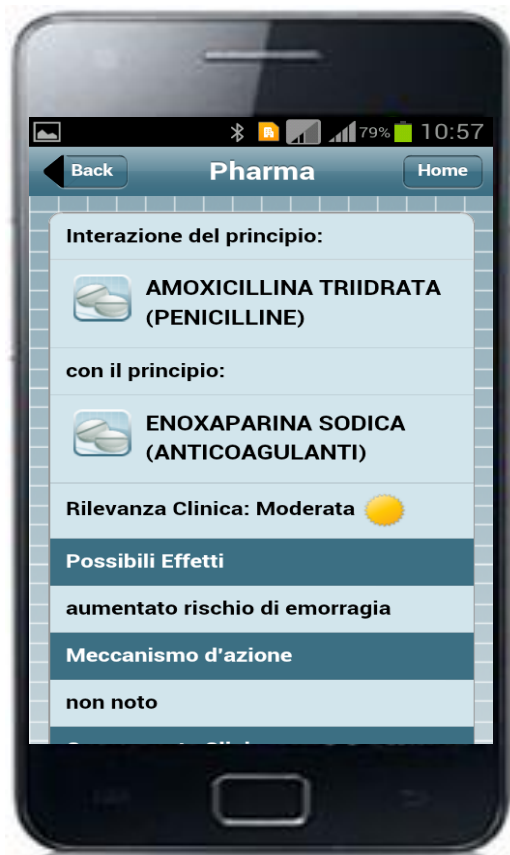 79% 10:57
Back Pharma Home
Interazione del principio:
AMOXICILLINA TRIIDRATA
(PENICILLINE)
con il principio:
ENOXAPARINA SODICA
(ANTICOAGULANTI)
Rilevanza Clinica: Moderata
Possibili Effetti
aumentato rischio di emorragia
Meccanismo d'azione
non noto